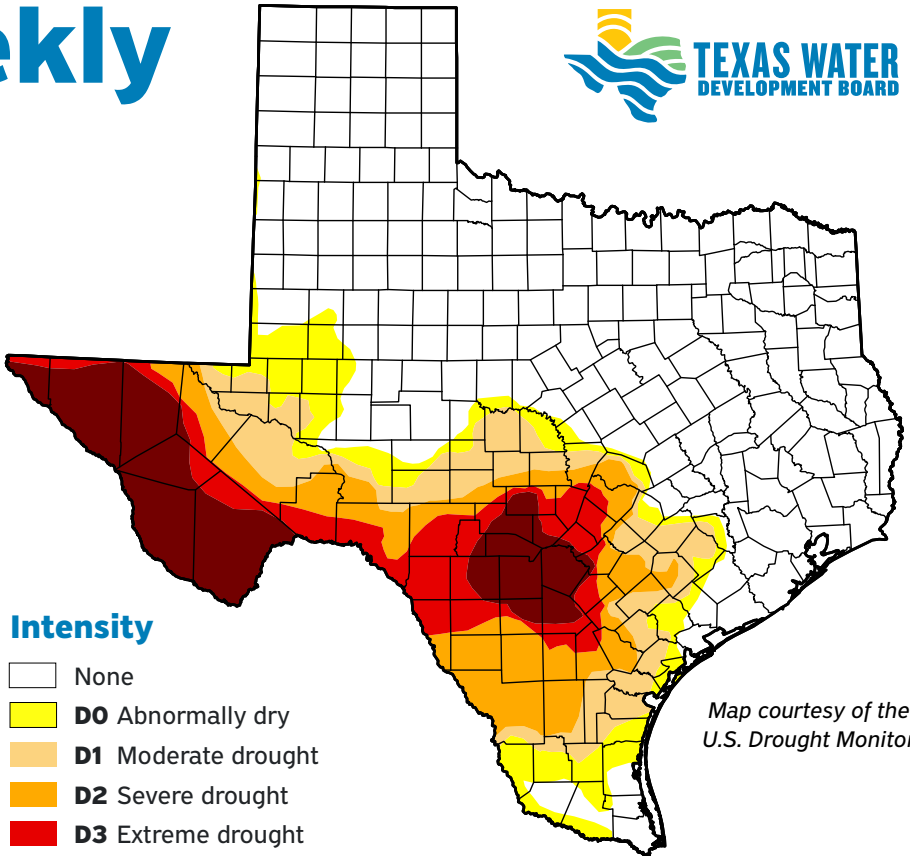 ekly
TEXAS WATER
DEVELOPMENT BOARD
Intensity
None
D0 Abnormally dry
D1 Moderate drought
D2 Severe drought
D3 Extreme drought
Map courtesy of the
U.S. Drought Monitor